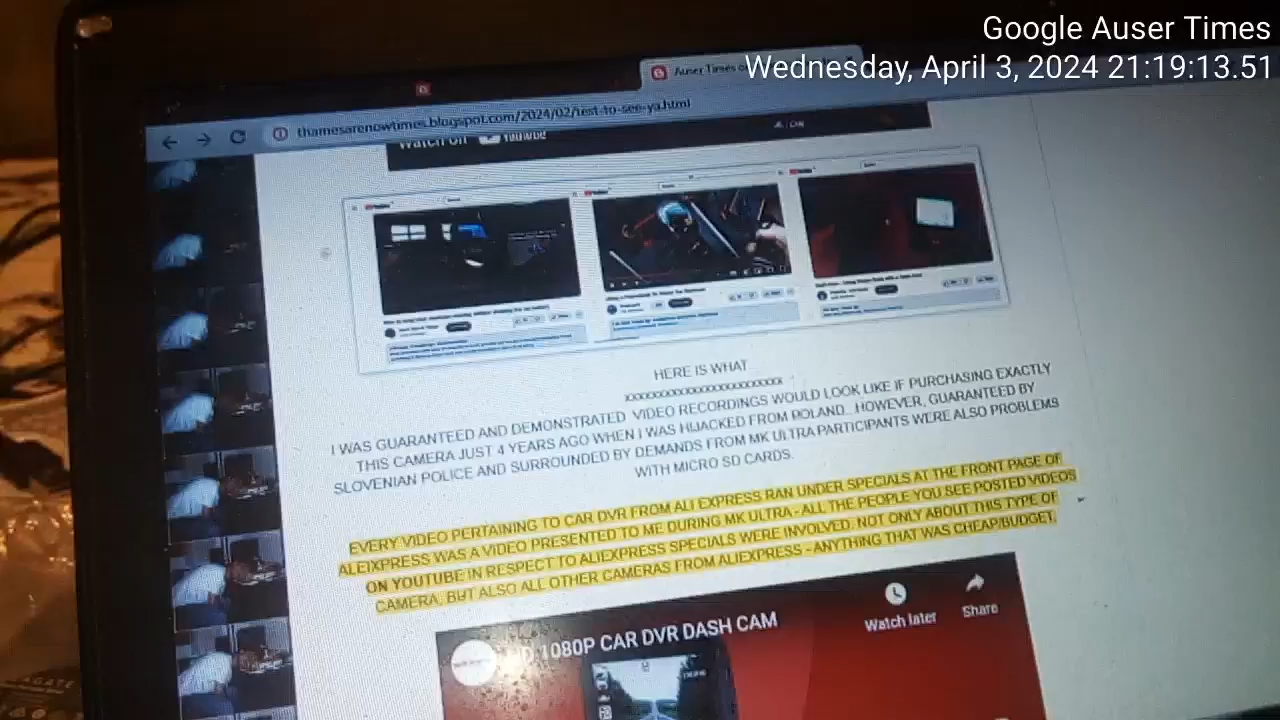 Google Auser Times
Wednesday, April 3, 2024 21:19:13.51
Auser Times o
thamesarenowtimes.blogspot.com/2024/02/test-to-see-ya.html
Watch on YouTube
HERE IS WHAT
xxxxxxxxxxxxxxxxxxxxxxxxxx
I WAS GUARANTEED AND DEMONSTRATED VIDEO RECORDINGS WOULD LOOK LIKE IF PURCHASING EXACTLY
THIS CAMERA JUST 4 YEARS AGO WHEN I WAS HIJACKED FROM POLAND...HOWEVER, GUARANTEED BY
SLOVENIAN POLICE AND SURROUNDED BY DEMANDS FROM MK ULTRA PARTICIPANTS WERE ALSO PROBLEMS
WITH MICRO SD CARDS.
EVERY VIDEO PERTAINING TO CAR DVR FROM ALI EXPRESS RAN UNDER SPECIALS AT THE FRONT PAGE OF
ALEIXPRESS WAS A VIDEO PRESENTED TO ME DURING MK ULTRA - ALL THE PEOPLE YOU SEE POSTED VIDEOS
ON YOUTUBE IN RESPECT TO ALIEXPRESS SPECIALS WERE INVOLVED. NOT ONLY ABOUT THIS TYPE OF
CAMERA, BUT ALSO ALL OTHER CAMERAS FROM ALIEXPRESS - ANYTHING THAT WAS CHEAP/BUDGET.
HD 1080P CAR DVR DASH CAM
Watch later
Share